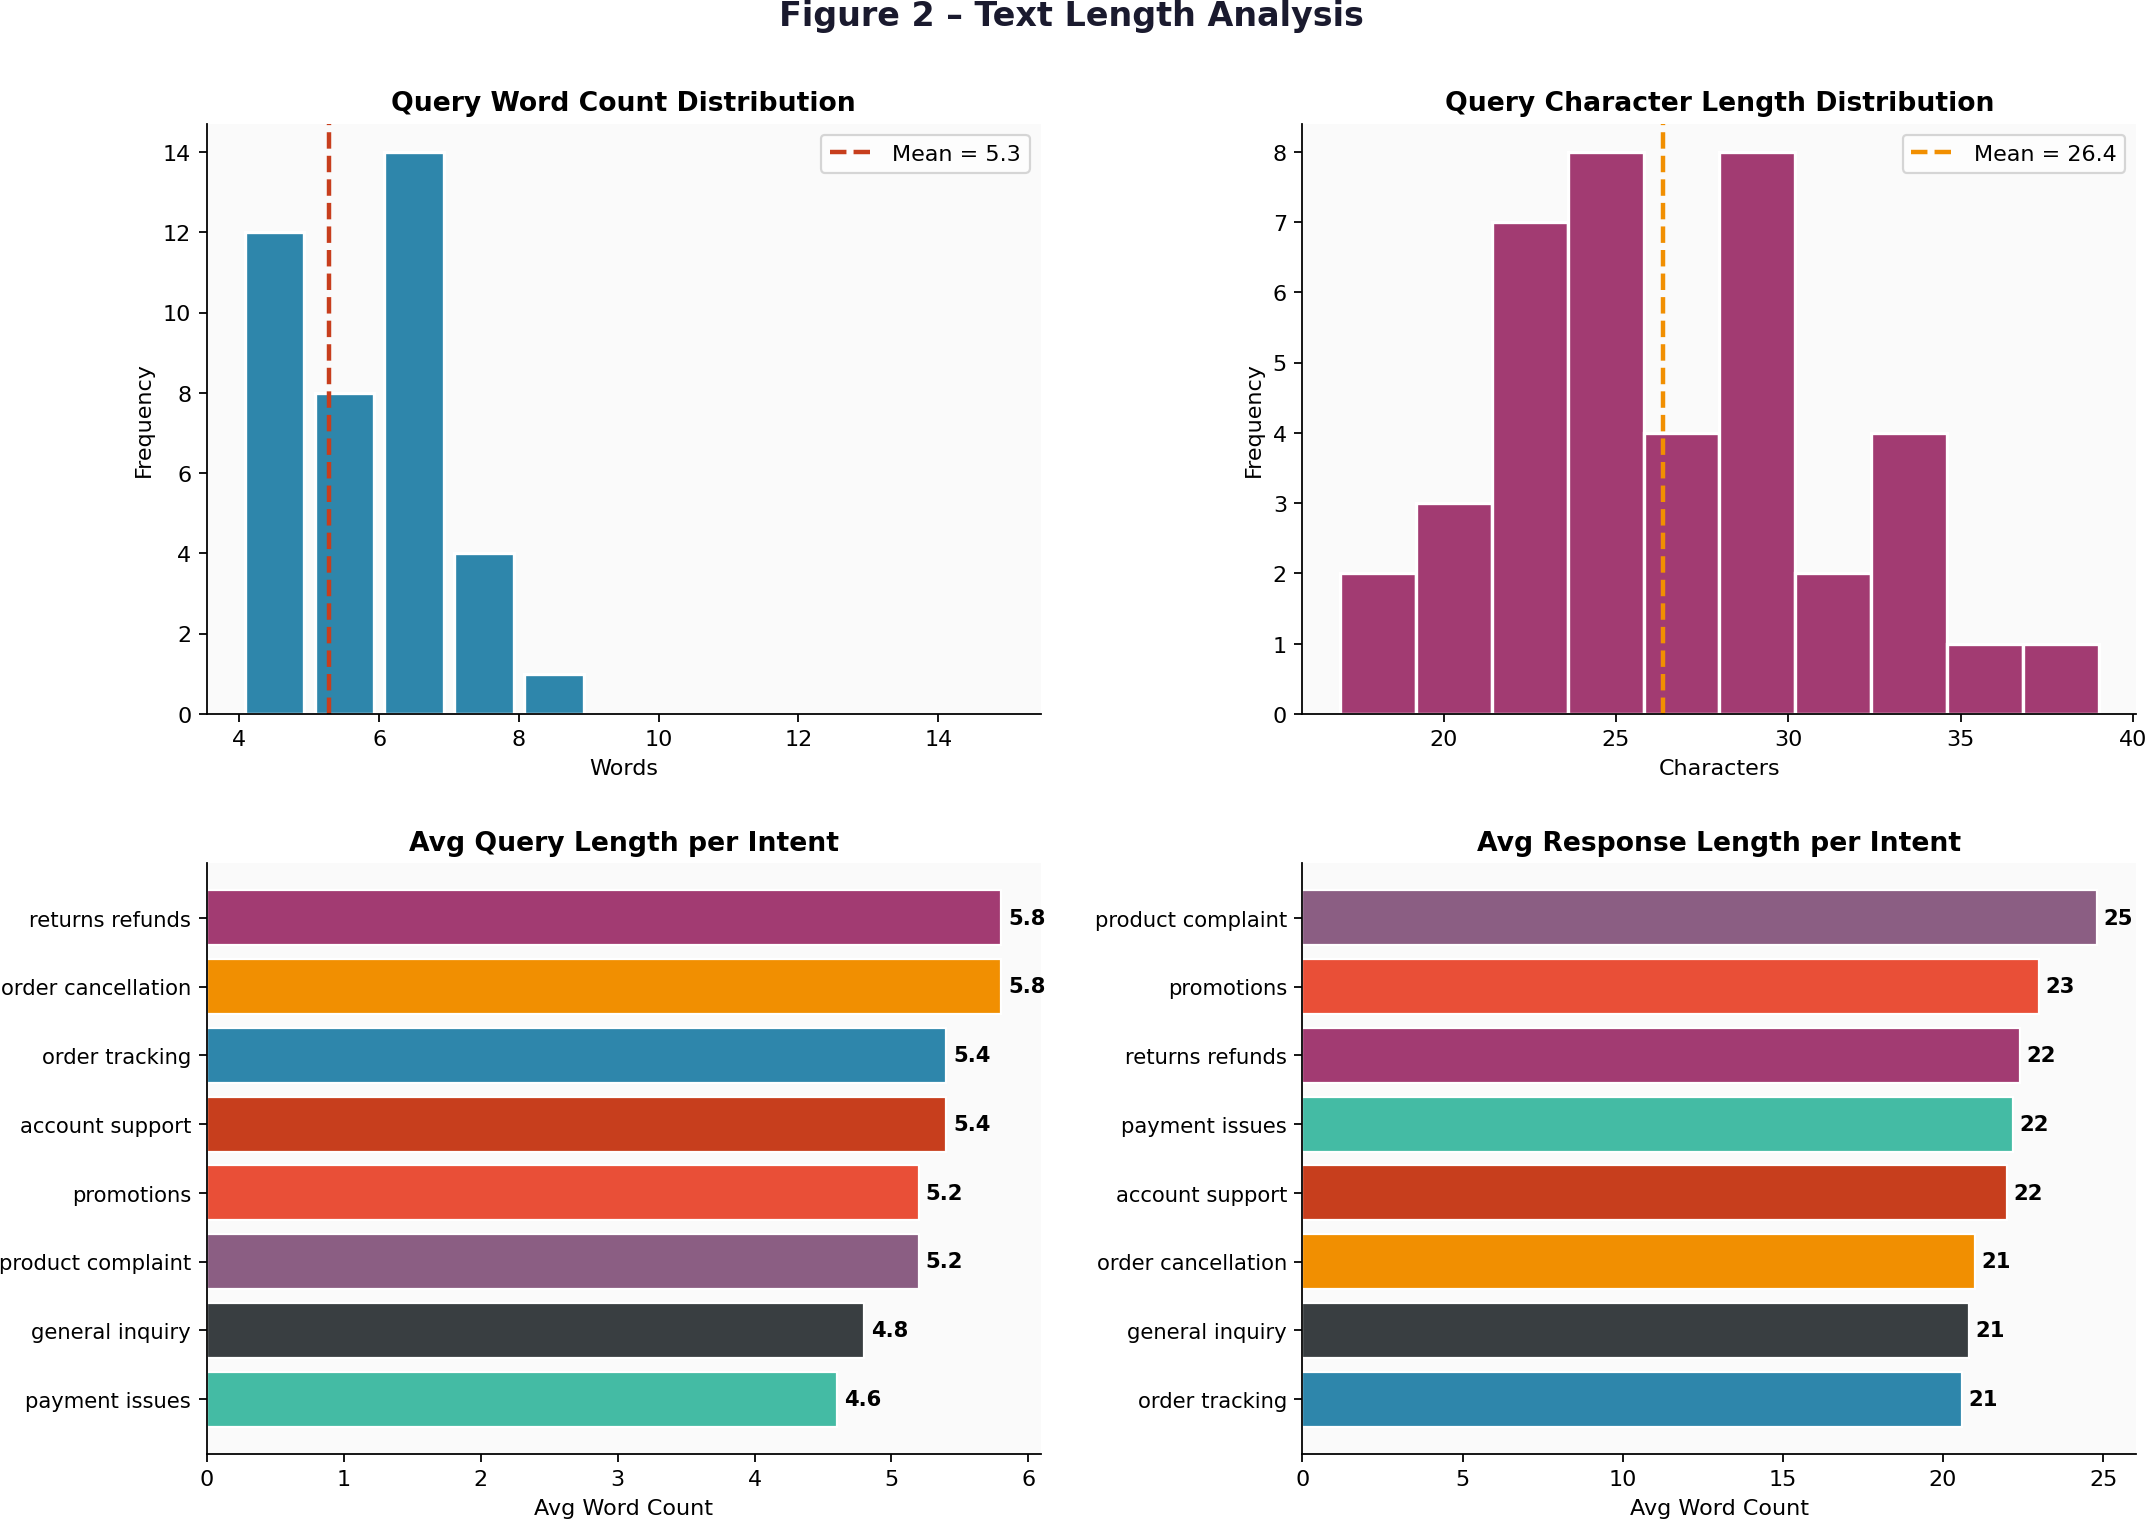 Figure 2 – Text Length Analysis
Query Word Count Distribution
Mean = 5.3
14
12
10
8
6
4
2
0
Frequency
4 6 8 10 12 14
Words
Query Character Length Distribution
Mean = 26.4
8
7
6
5
4
3
2
1
0
Frequency
20 25 30 35 40
Characters
Avg Query Length per Intent
returns refunds 5.8
order cancellation 5.8
order tracking 5.4
account support 5.4
promotions 5.2
product complaint 5.2
general inquiry 4.8
payment issues 4.6
0 1 2 3 4 5 6
Avg Word Count
Avg Response Length per Intent
product complaint 25
promotions 23
returns refunds 22
payment issues 22
account support 22
order cancellation 21
general inquiry 21
order tracking 21
0 5 10 15 20 25
Avg Word Count